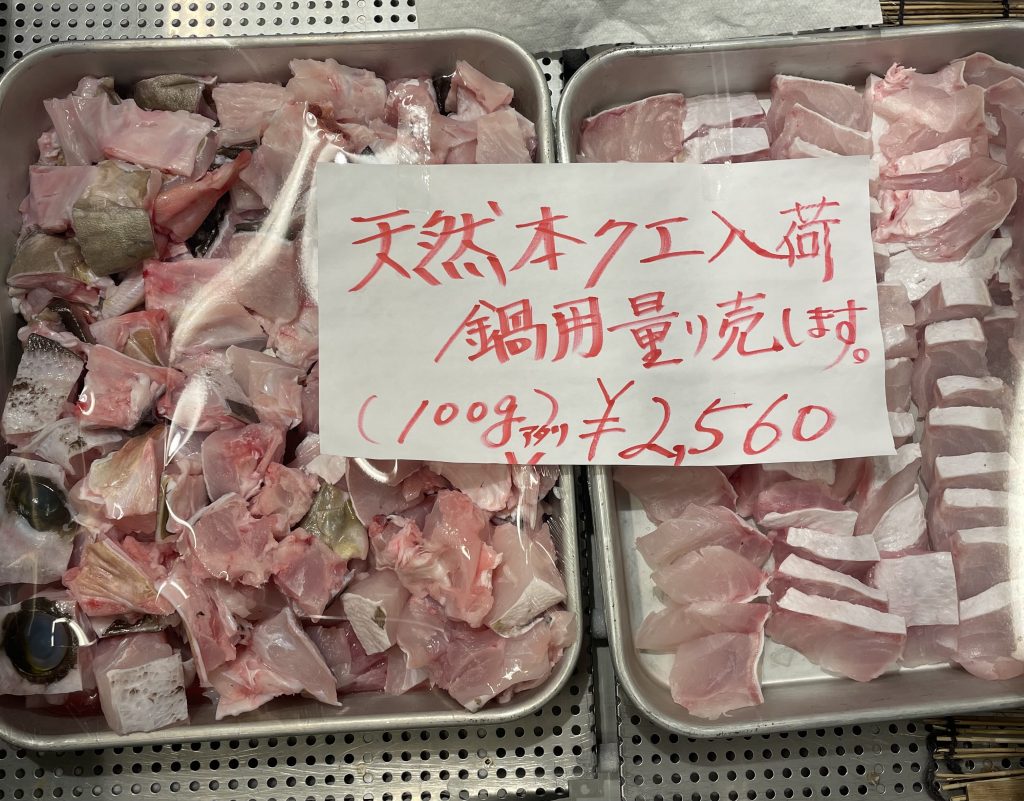 天然本クエ入荷
鍋用量り売します。
(100g)アタリ ¥2,560